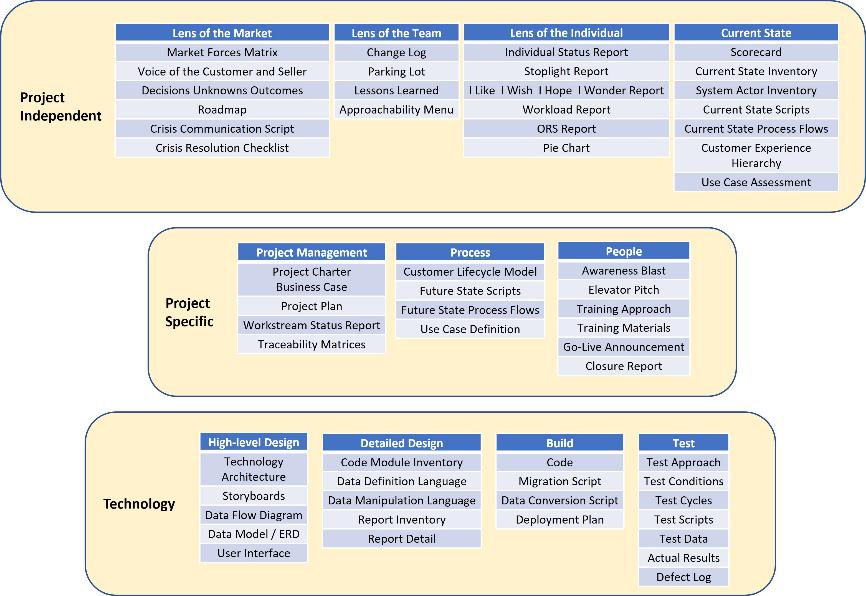 Project
Independent
Lens of the Market
Market Forces Matrix
Voice of the Customer and Seller
Decisions Unknowns Outcomes
Roadmap
Crisis Communication Script
Crisis Resolution Checklist
Lens of the Team
Change Log
Parking Lot
Lessons Learned
Approachability Menu
Lens of the Individual
Individual Status Report
Stoplight Report
I Like I Wish I Hope I Wonder Report
Workload Report
ORS Report
Pie Chart
Current State
Scorecard
Current State Inventory
System Actor Inventory
Current State Scripts
Current State Process Flows
Customer Experience
Hierarchy
Use Case Assessment
Project
Specific
Project Management
Project Charter
Business Case
Project Plan
Workstream Status Report
Traceability Matrices
Process
Customer Lifecycle Model
Future State Scripts
Future State Process Flows
Use Case Definition
People
Awareness Blast
Elevator Pitch
Training Approach
Training Materials
Go-Live Announcement
Closure Report
Technology
High-level Design
Technology
Architecture
Storyboards
Data Flow Diagram
Data Model / ERD
User Interface
Detailed Design
Code Module Inventory
Data Definition Language
Data Manipulation Language
Report Inventory
Report Detail
Build
Code
Migration Script
Data Conversion Script
Deployment Plan
Test
Test Approach
Test Conditions
Test Cycles
Test Scripts
Test Data
Actual Results
Defect Log